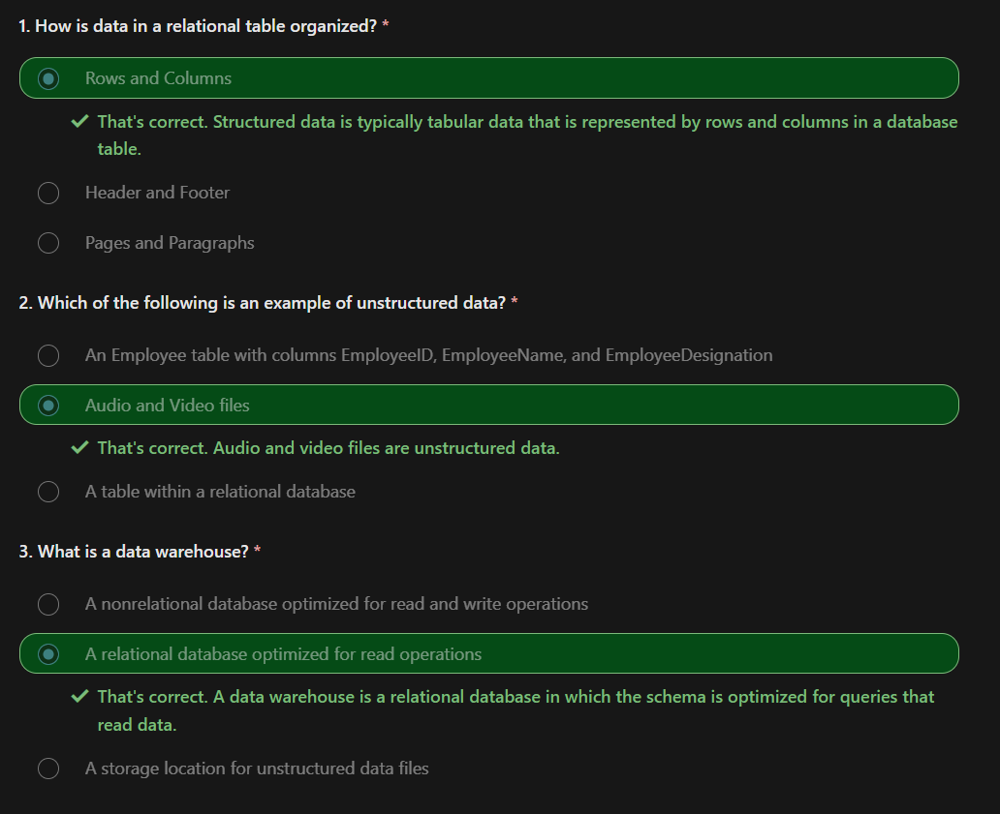 1. How is data in a relational table organized? *
Rows and Columns
That's correct. Structured data is typically tabular data that is represented by rows and columns in a database
table.
Header and Footer
Pages and Paragraphs
2. Which of the following is an example of unstructured data? *
An Employee table with columns EmployeeID, EmployeeName, and EmployeeDesignation
Audio and Video files
That's correct. Audio and video files are unstructured data.
A table within a relational database
3. What is a data warehouse? *
A nonrelational database optimized for read and write operations
A relational database optimized for read operations
That's correct. A data warehouse is a relational database in which the schema is optimized for queries that
read data.
A storage location for unstructured data files